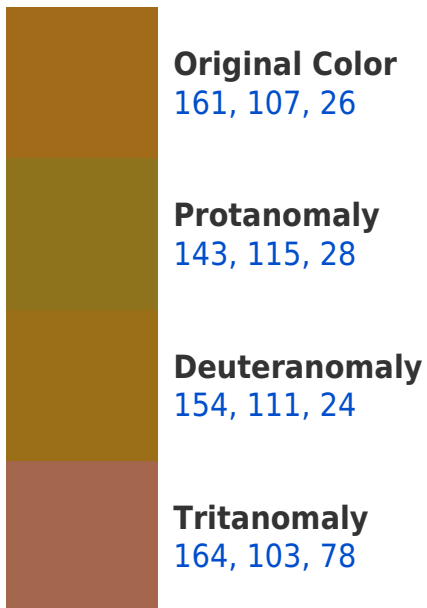 Original Color
161, 107, 26
Protanomaly
143, 115, 28
Deuteranomaly
154, 111, 24
Tritanomaly
164, 103, 78